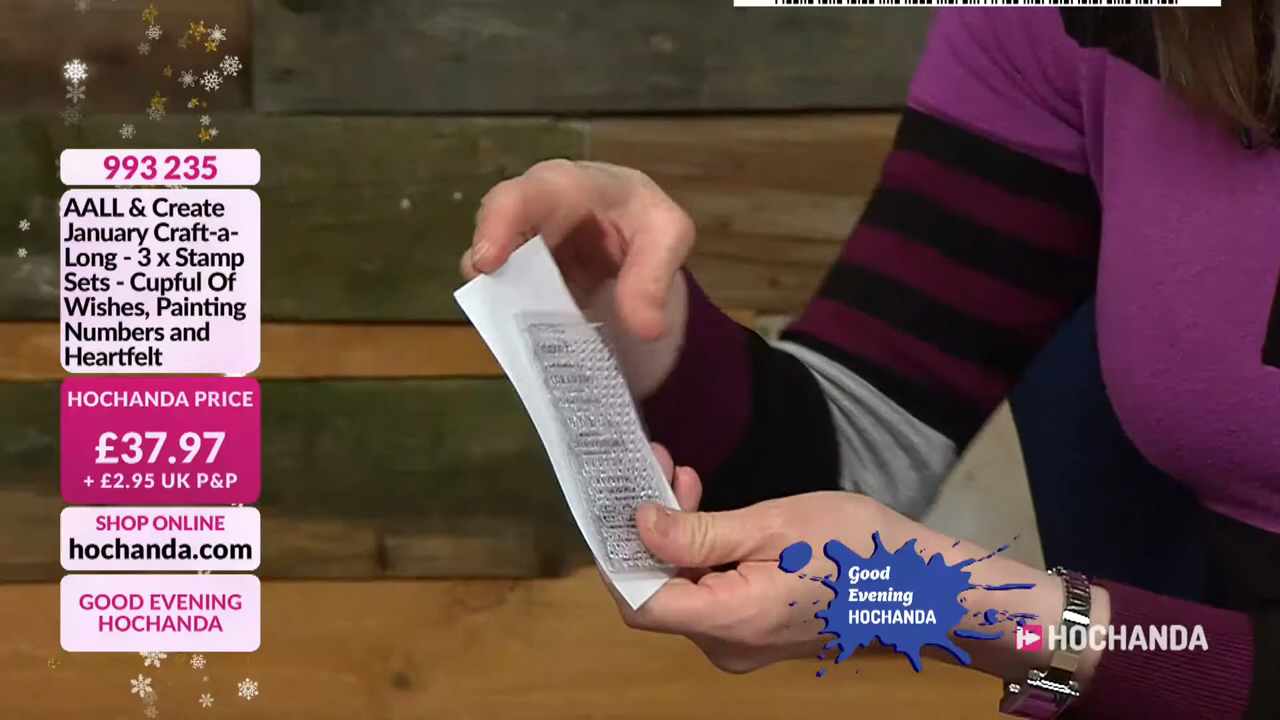 993 235
AALL & Create
January Craft-a-
Long - 3 x Stamp
Sets - Cupful Of
Wishes, Painting
Numbers and
Heartfelt
HOCHANDA PRICE
£37.97
+ £2.95 UK P&P
SHOP ONLINE
hochanda.com
GOOD EVENING
HOCHANDA
Good
Evening
HOCHANDA
HOCHANDA